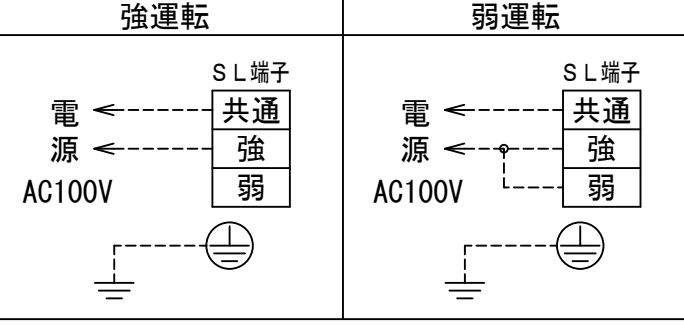 強運転
ＳＬ端子
電
共通
源
強
AC100V
弱
弱運転
ＳＬ端子
電
共通
源
強
AC100V
弱